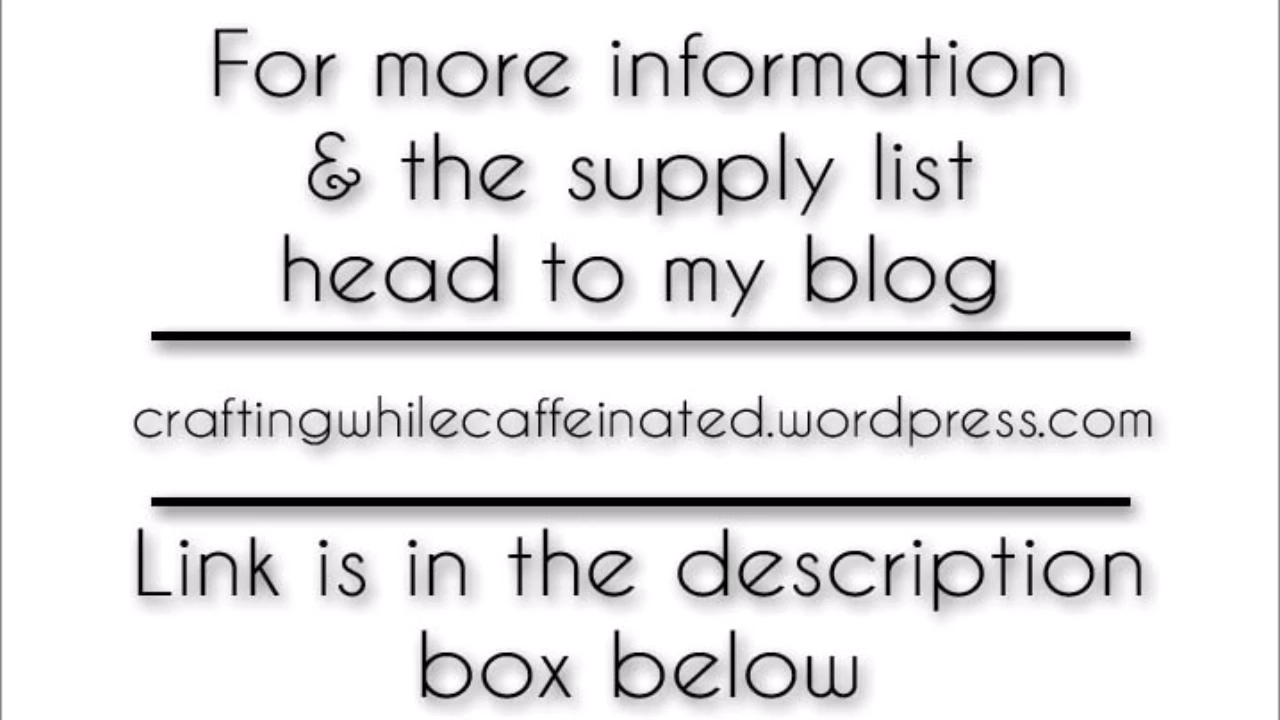 For more information
& the supply list
head to my blog
craftingwhilecaffeinated.wordpress.com
Link is in the description
box below